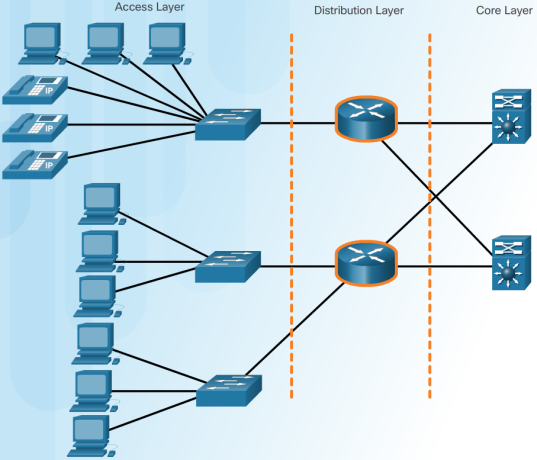 Access Layer
Distribution Layer
Core Layer
IP
IP
IP